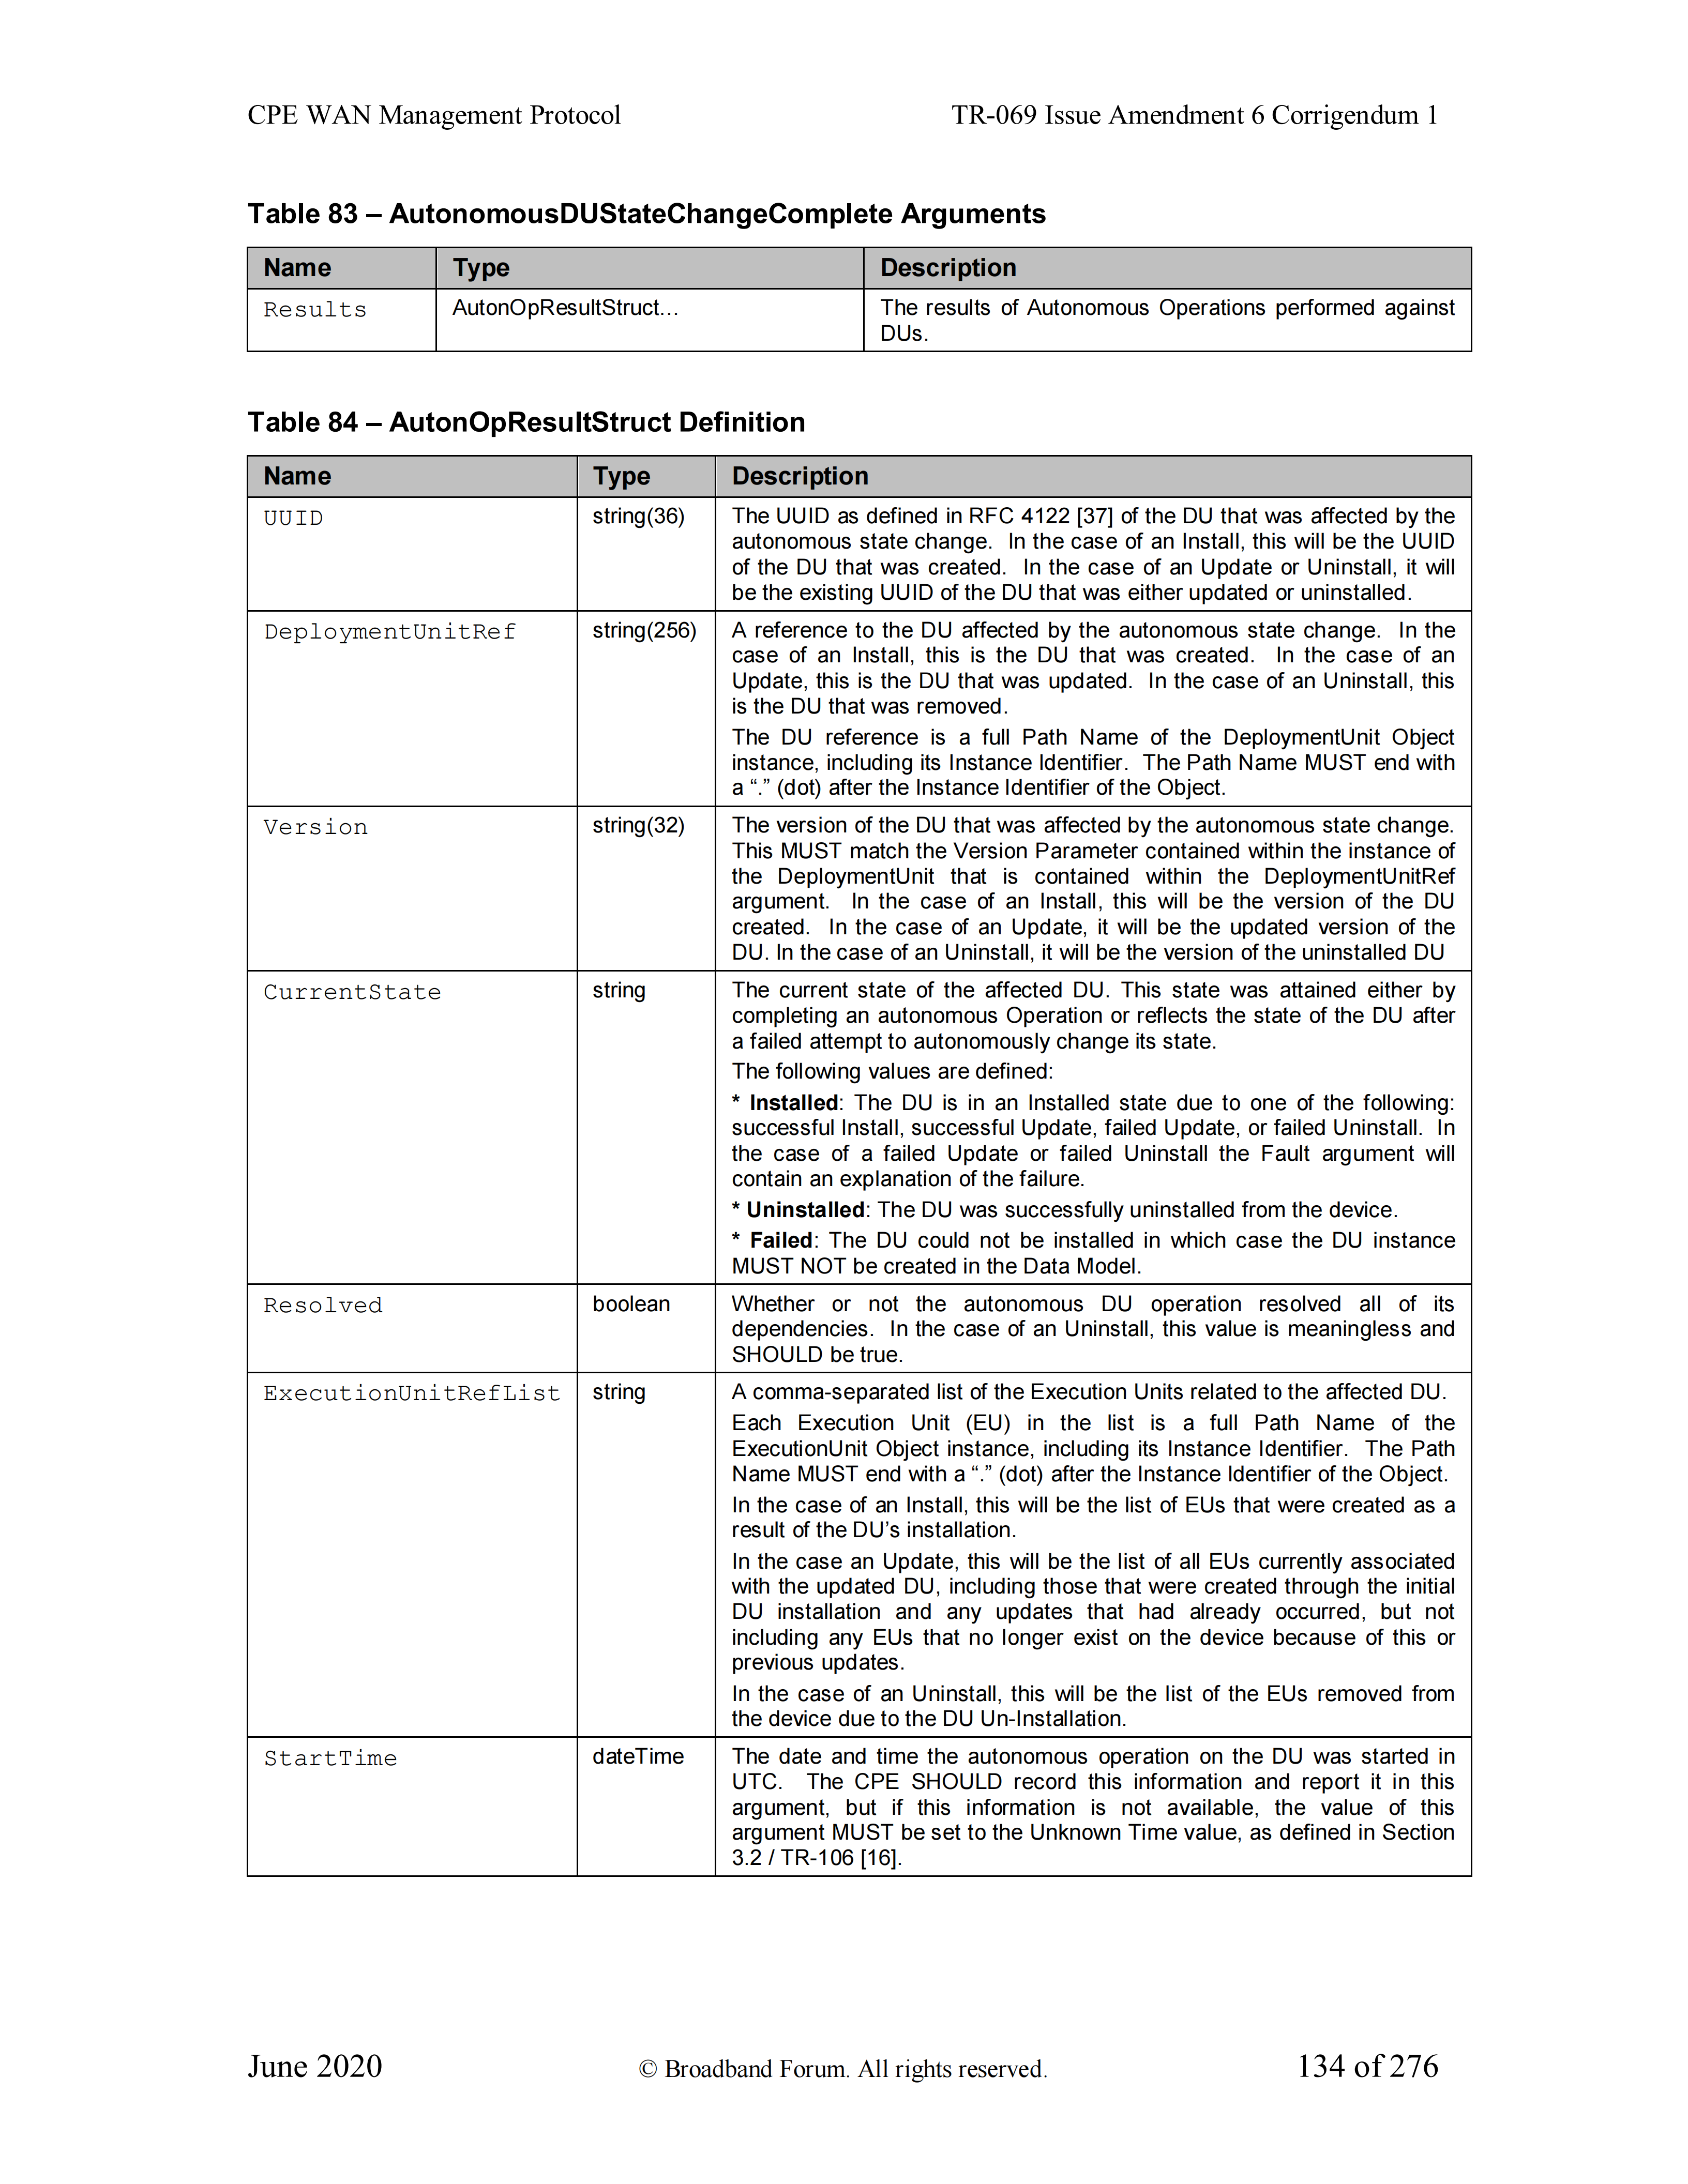 CPE WAN Management Protocol TR-069 Issue Amendment 6 Corrigendum 1
Table 83 – AutonomousDUStateChangeComplete Arguments
Name Type Description
Results AutonOpResultStruct… The results of Autonomous Operations performed against
DUs.
Table 84 – AutonOpResultStruct Definition
Name Type Description
UUID string(36) The UUID as defined in RFC 4122 [37] of the DU that was affected by the
autonomous state change. In the case of an Install, this will be the UUID
of the DU that was created. In the case of an Update or Uninstall, it will
be the existing UUID of the DU that was either updated or uninstalled.
DeploymentUnitRef string(256) A reference to the DU affected by the autonomous state change. In the
case of an Install, this is the DU that was created. In the case of an
Update, this is the DU that was updated. In the case of an Uninstall, this
is the DU that was removed.
The DU reference is a full Path Name of the DeploymentUnit Object
instance, including its Instance Identifier. The Path Name MUST end with
a “.” (dot) after the Instance Identifier of the Object.
Version string(32) The version of the DU that was affected by the autonomous state change.
This MUST match the Version Parameter contained within the instance of
the DeploymentUnit that is contained within the DeploymentUnitRef
argument. In the case of an Install, this will be the version of the DU
created. In the case of an Update, it will be the updated version of the
DU. In the case of an Uninstall, it will be the version of the uninstalled DU
CurrentState string The current state of the affected DU. This state was attained either by
completing an autonomous Operation or reflects the state of the DU after
a failed attempt to autonomously change its state.
The following values are defined:
* Installed: The DU is in an Installed state due to one of the following:
successful Install, successful Update, failed Update, or failed Uninstall. In
the case of a failed Update or failed Uninstall the Fault argument will
contain an explanation of the failure.
* Uninstalled: The DU was successfully uninstalled from the device.
* Failed: The DU could not be installed in which case the DU instance
MUST NOT be created in the Data Model.
Resolved boolean Whether or not the autonomous DU operation resolved all of its
dependencies. In the case of an Uninstall, this value is meaningless and
SHOULD be true.
ExecutionUnitRefList string A comma-separated list of the Execution Units related to the affected DU.
Each Execution Unit (EU) in the list is a full Path Name of the
ExecutionUnit Object instance, including its Instance Identifier. The Path
Name MUST end with a “.” (dot) after the Instance Identifier of the Object.
In the case of an Install, this will be the list of EUs that were created as a
result of the DU’s installation.
In the case an Update, this will be the list of all EUs currently associated
with the updated DU, including those that were created through the initial
DU installation and any updates that had already occurred, but not
including any EUs that no longer exist on the device because of this or
previous updates.
In the case of an Uninstall, this will be the list of the EUs removed from
the device due to the DU Un-Installation.
StartTime dateTime The date and time the autonomous operation on the DU was started in
UTC. The CPE SHOULD record this information and report it in this
argument, but if this information is not available, the value of this
argument MUST be set to the Unknown Time value, as defined in Section
3.2 / TR-106 [16].
June 2020 © Broadband Forum. All rights reserved. 134 of 276